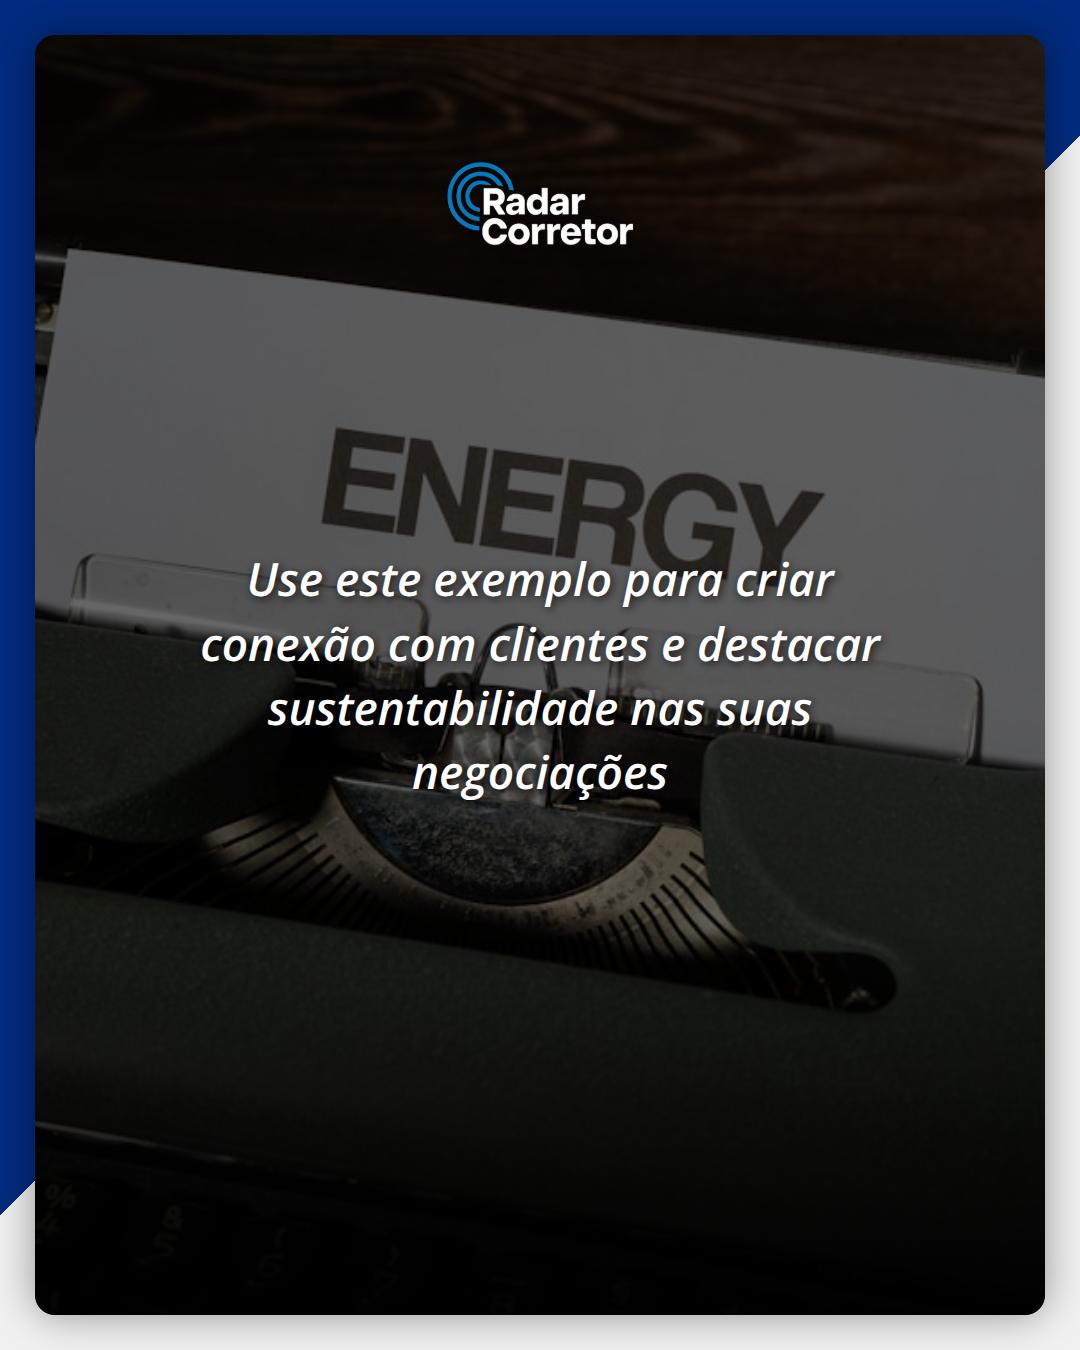 Radar
Corretor
ENERGY
Use este exemplo para criar
conexão com clientes e destacar
sustentabilidade nas suas
negociações